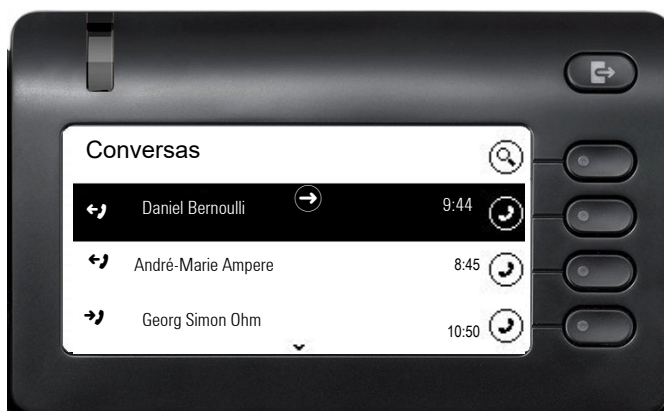 Conversas
Daniel Bernoulli 9:44
André-Marie Ampere 8:45
Georg Simon Ohm 10:50